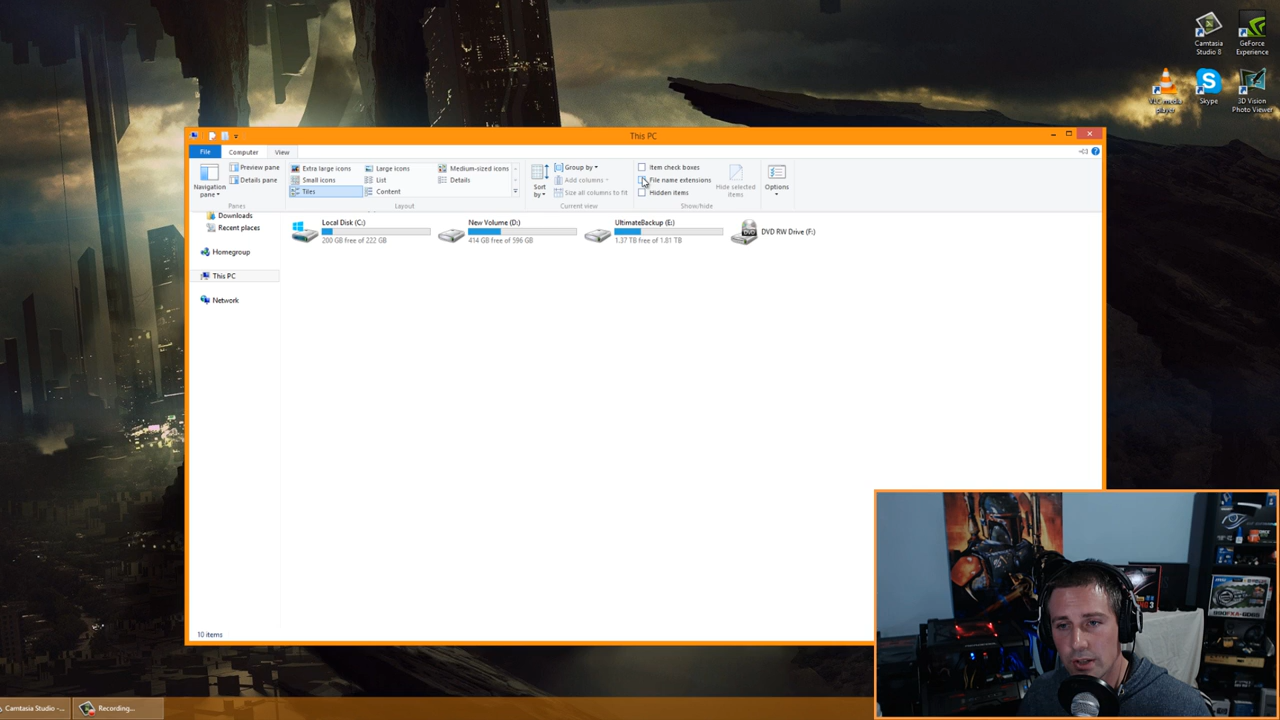 Camtasia Studio 8
GeForce Experience
VLC media player
Skype
3D Vision Photo Viewer
This PC
File
Computer
View
Navigation pane
Preview pane
Details pane
Extra large icons
Large icons
Medium-sized icons
Small icons
List
Details
Tiles
Content
Sort by
Group by
Add columns
Size all columns to fit
Item check boxes
File name extensions
Hidden items
Hide selected items
Options
Panes
Layout
Current view
Show/hide
Downloads
Recent places
Homegroup
This PC
Network
Local Disk (C:)
200 GB free of 222 GB
New Volume (D:)
414 GB free of 596 GB
UltimateBackup (E:)
1.37 TB free of 1.81 TB
DVD
DVD RW Drive (F:)
10 items
Camtasia Studio -...
Recording...